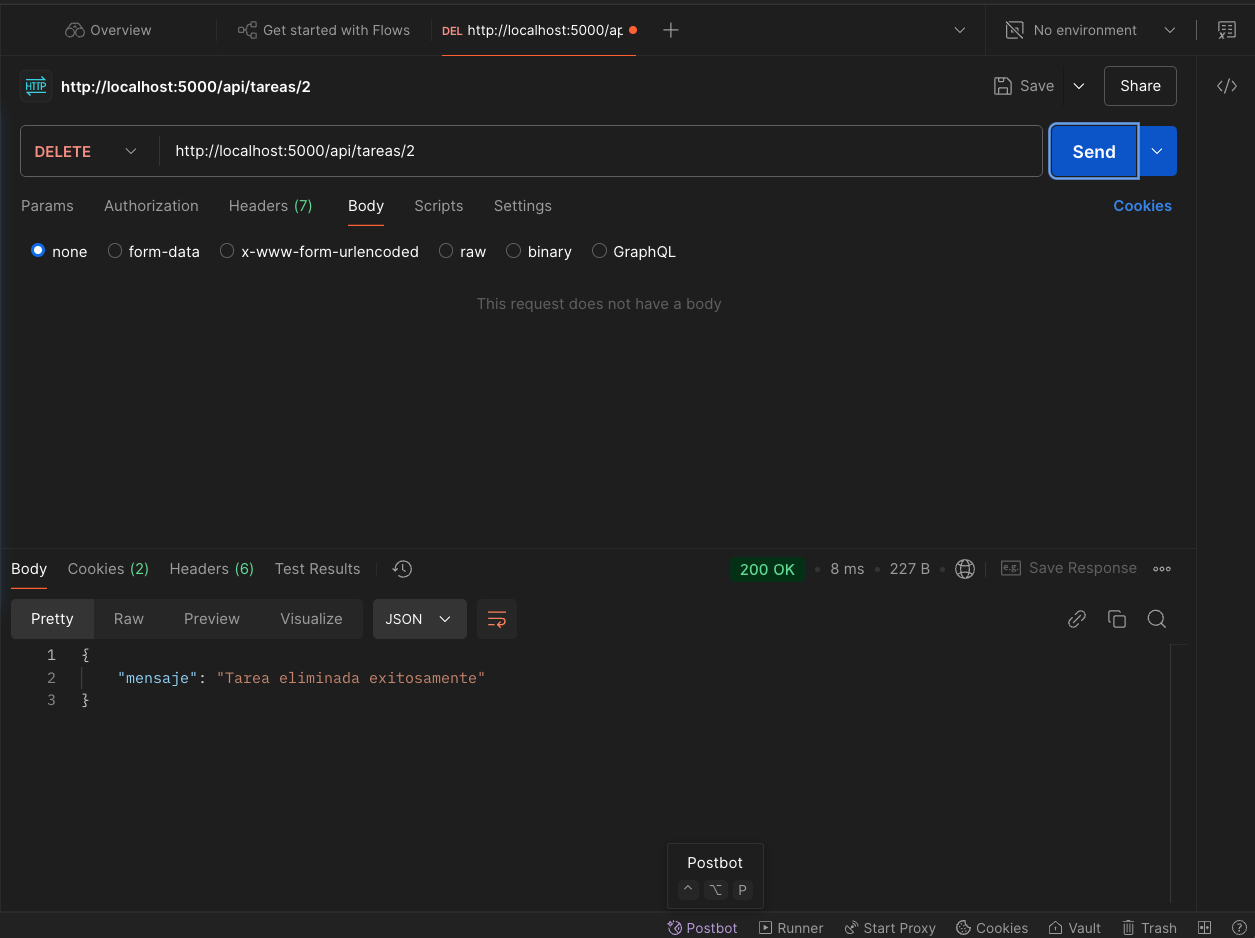 Overview Get started with Flows DEL http://localhost:5000/ap No environment
HTTP http://localhost:5000/api/tareas/2 Save Share
DELETE http://localhost:5000/api/tareas/2 Send
Params Authorization Headers (7) Body Scripts Settings Cookies
none form-data x-www-form-urlencoded raw binary GraphQL
This request does not have a body
Body Cookies (2) Headers (6) Test Results 200 OK 8 ms 227 B e.g. Save Response
Pretty Raw Preview Visualize JSON
1 {
2 "mensaje": "Tarea eliminada exitosamente"
3 }
Postbot
^ ⌥ P
Postbot Runner Start Proxy Cookies Vault Trash